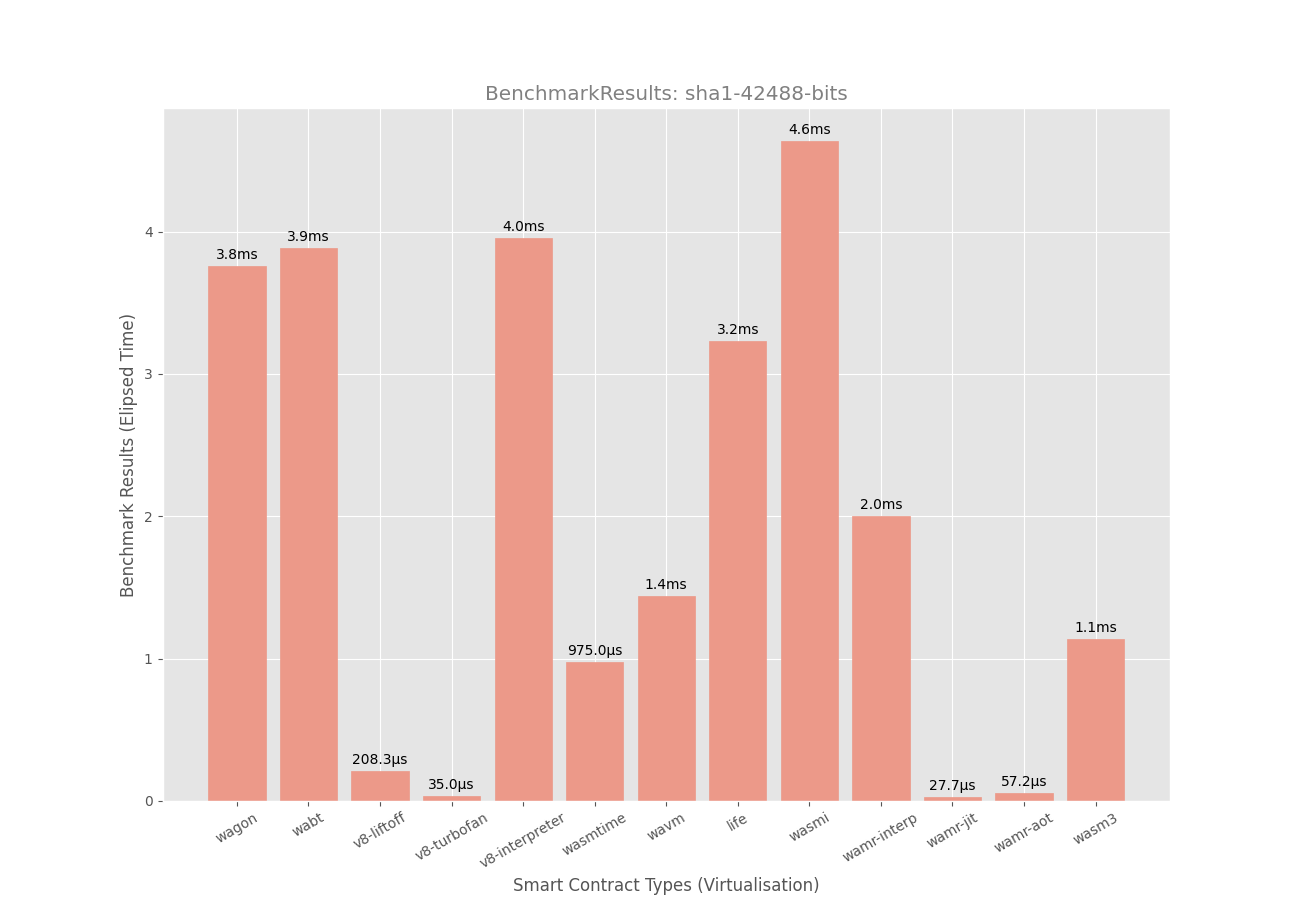 BenchmarkResults: sha1-42488-bits
4.6ms
4.0ms
3.9ms
3.8ms
3.2ms
2.0ms
1.4ms
1.1ms
975.0µs
208.3µs
35.0µs
27.7µs
57.2µs
4
3
2
1
0
Benchmark Results (Elipsed Time)
wagon
wabt
v8-liftoff
v8-turbofan
v8-interpreter
wasmtime
wavm
life
wasmi
wamr-interp
wamr-jit
wamr-aot
wasm3
Smart Contract Types (Virtualisation)